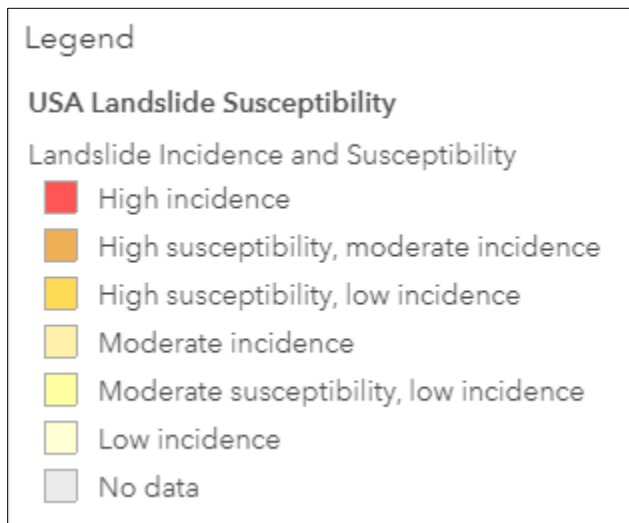 Legend
USA Landslide Susceptibility
Landslide Incidence and Susceptibility
High incidence
High susceptibility, moderate incidence
High susceptibility, low incidence
Moderate incidence
Moderate susceptibility, low incidence
Low incidence
No data